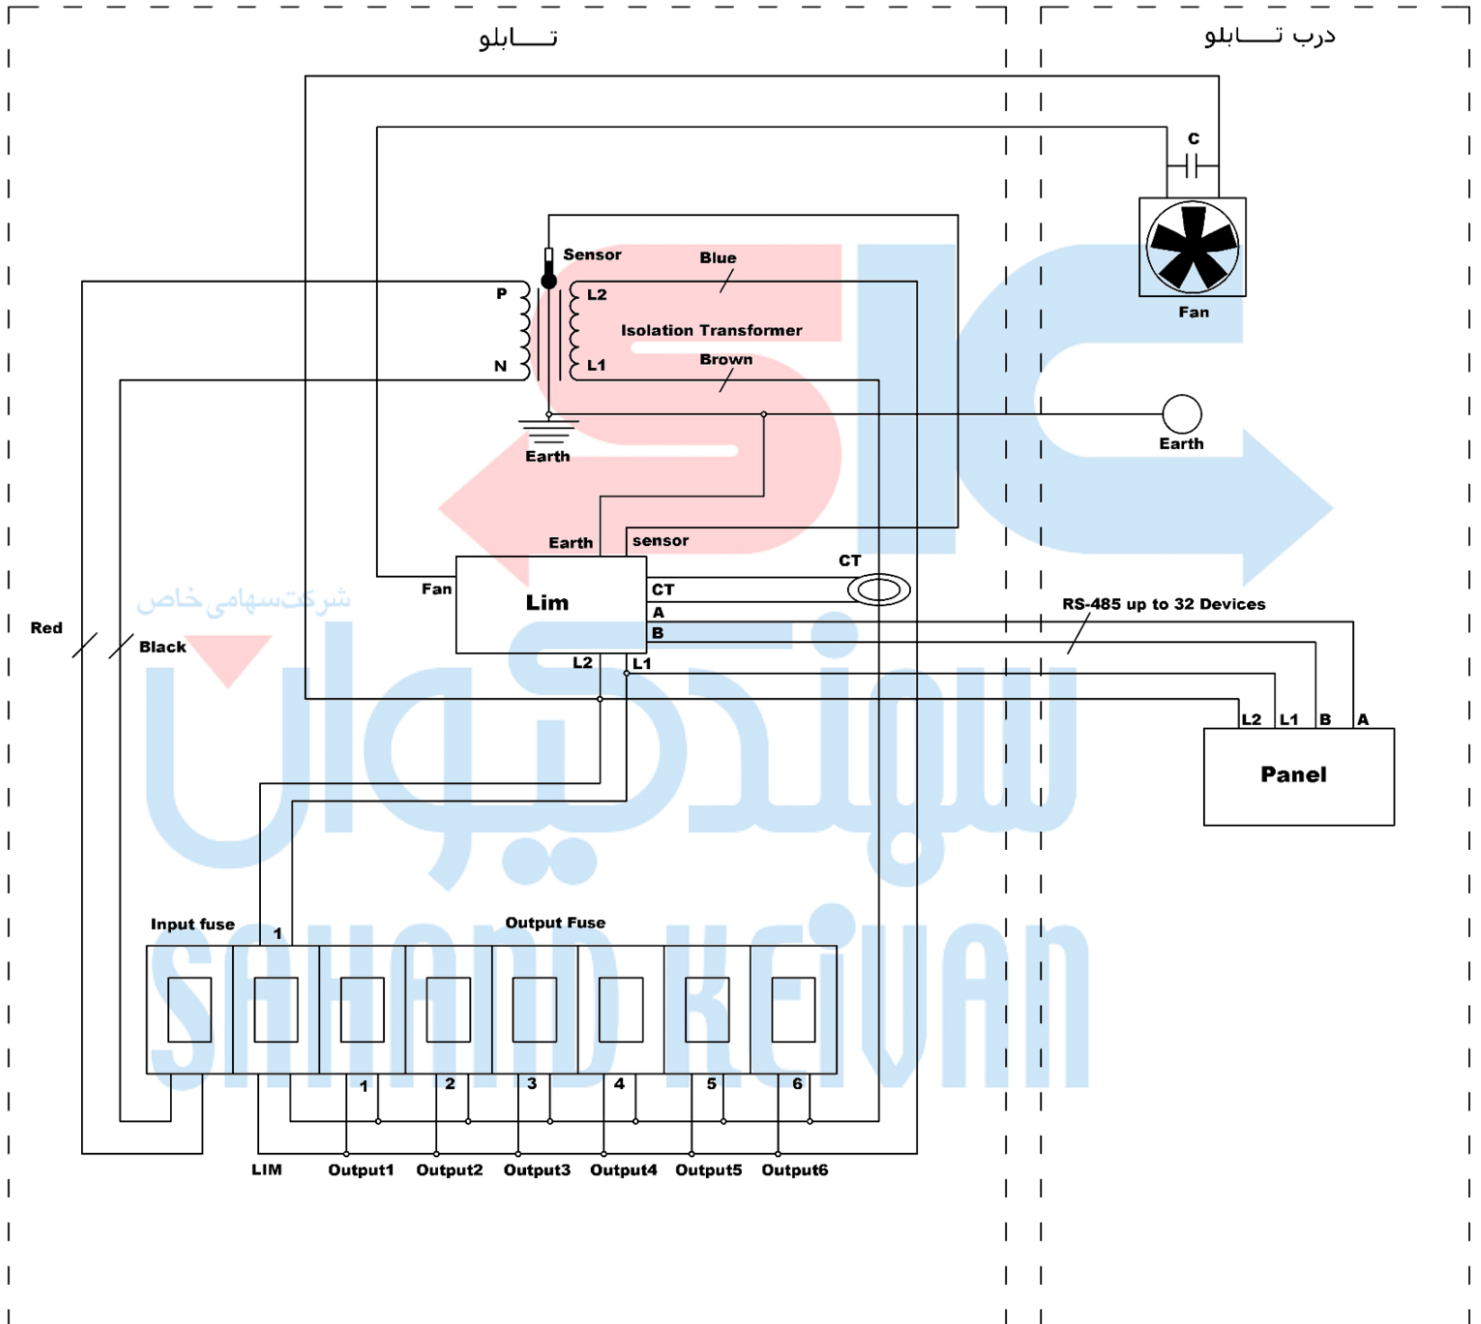 تـــابلو
درب تـــابلو
C
Sensor
Blue
P
L2
Fan
Isolation Transformer
N
L1
Brown
Earth
Earth
Earth
sensor
CT
Fan
Lim
CT
شرکت سهامی خاص
A
RS-485 up to 32 Devices
Red
B
Black
L2
L1
L2
L1
B
A
Panel
سهند کیوان
Input fuse
1
Output Fuse
SAHAND KEiVAN
1
2
3
4
5
6
LIM
Output1
Output2
Output3
Output4
Output5
Output6